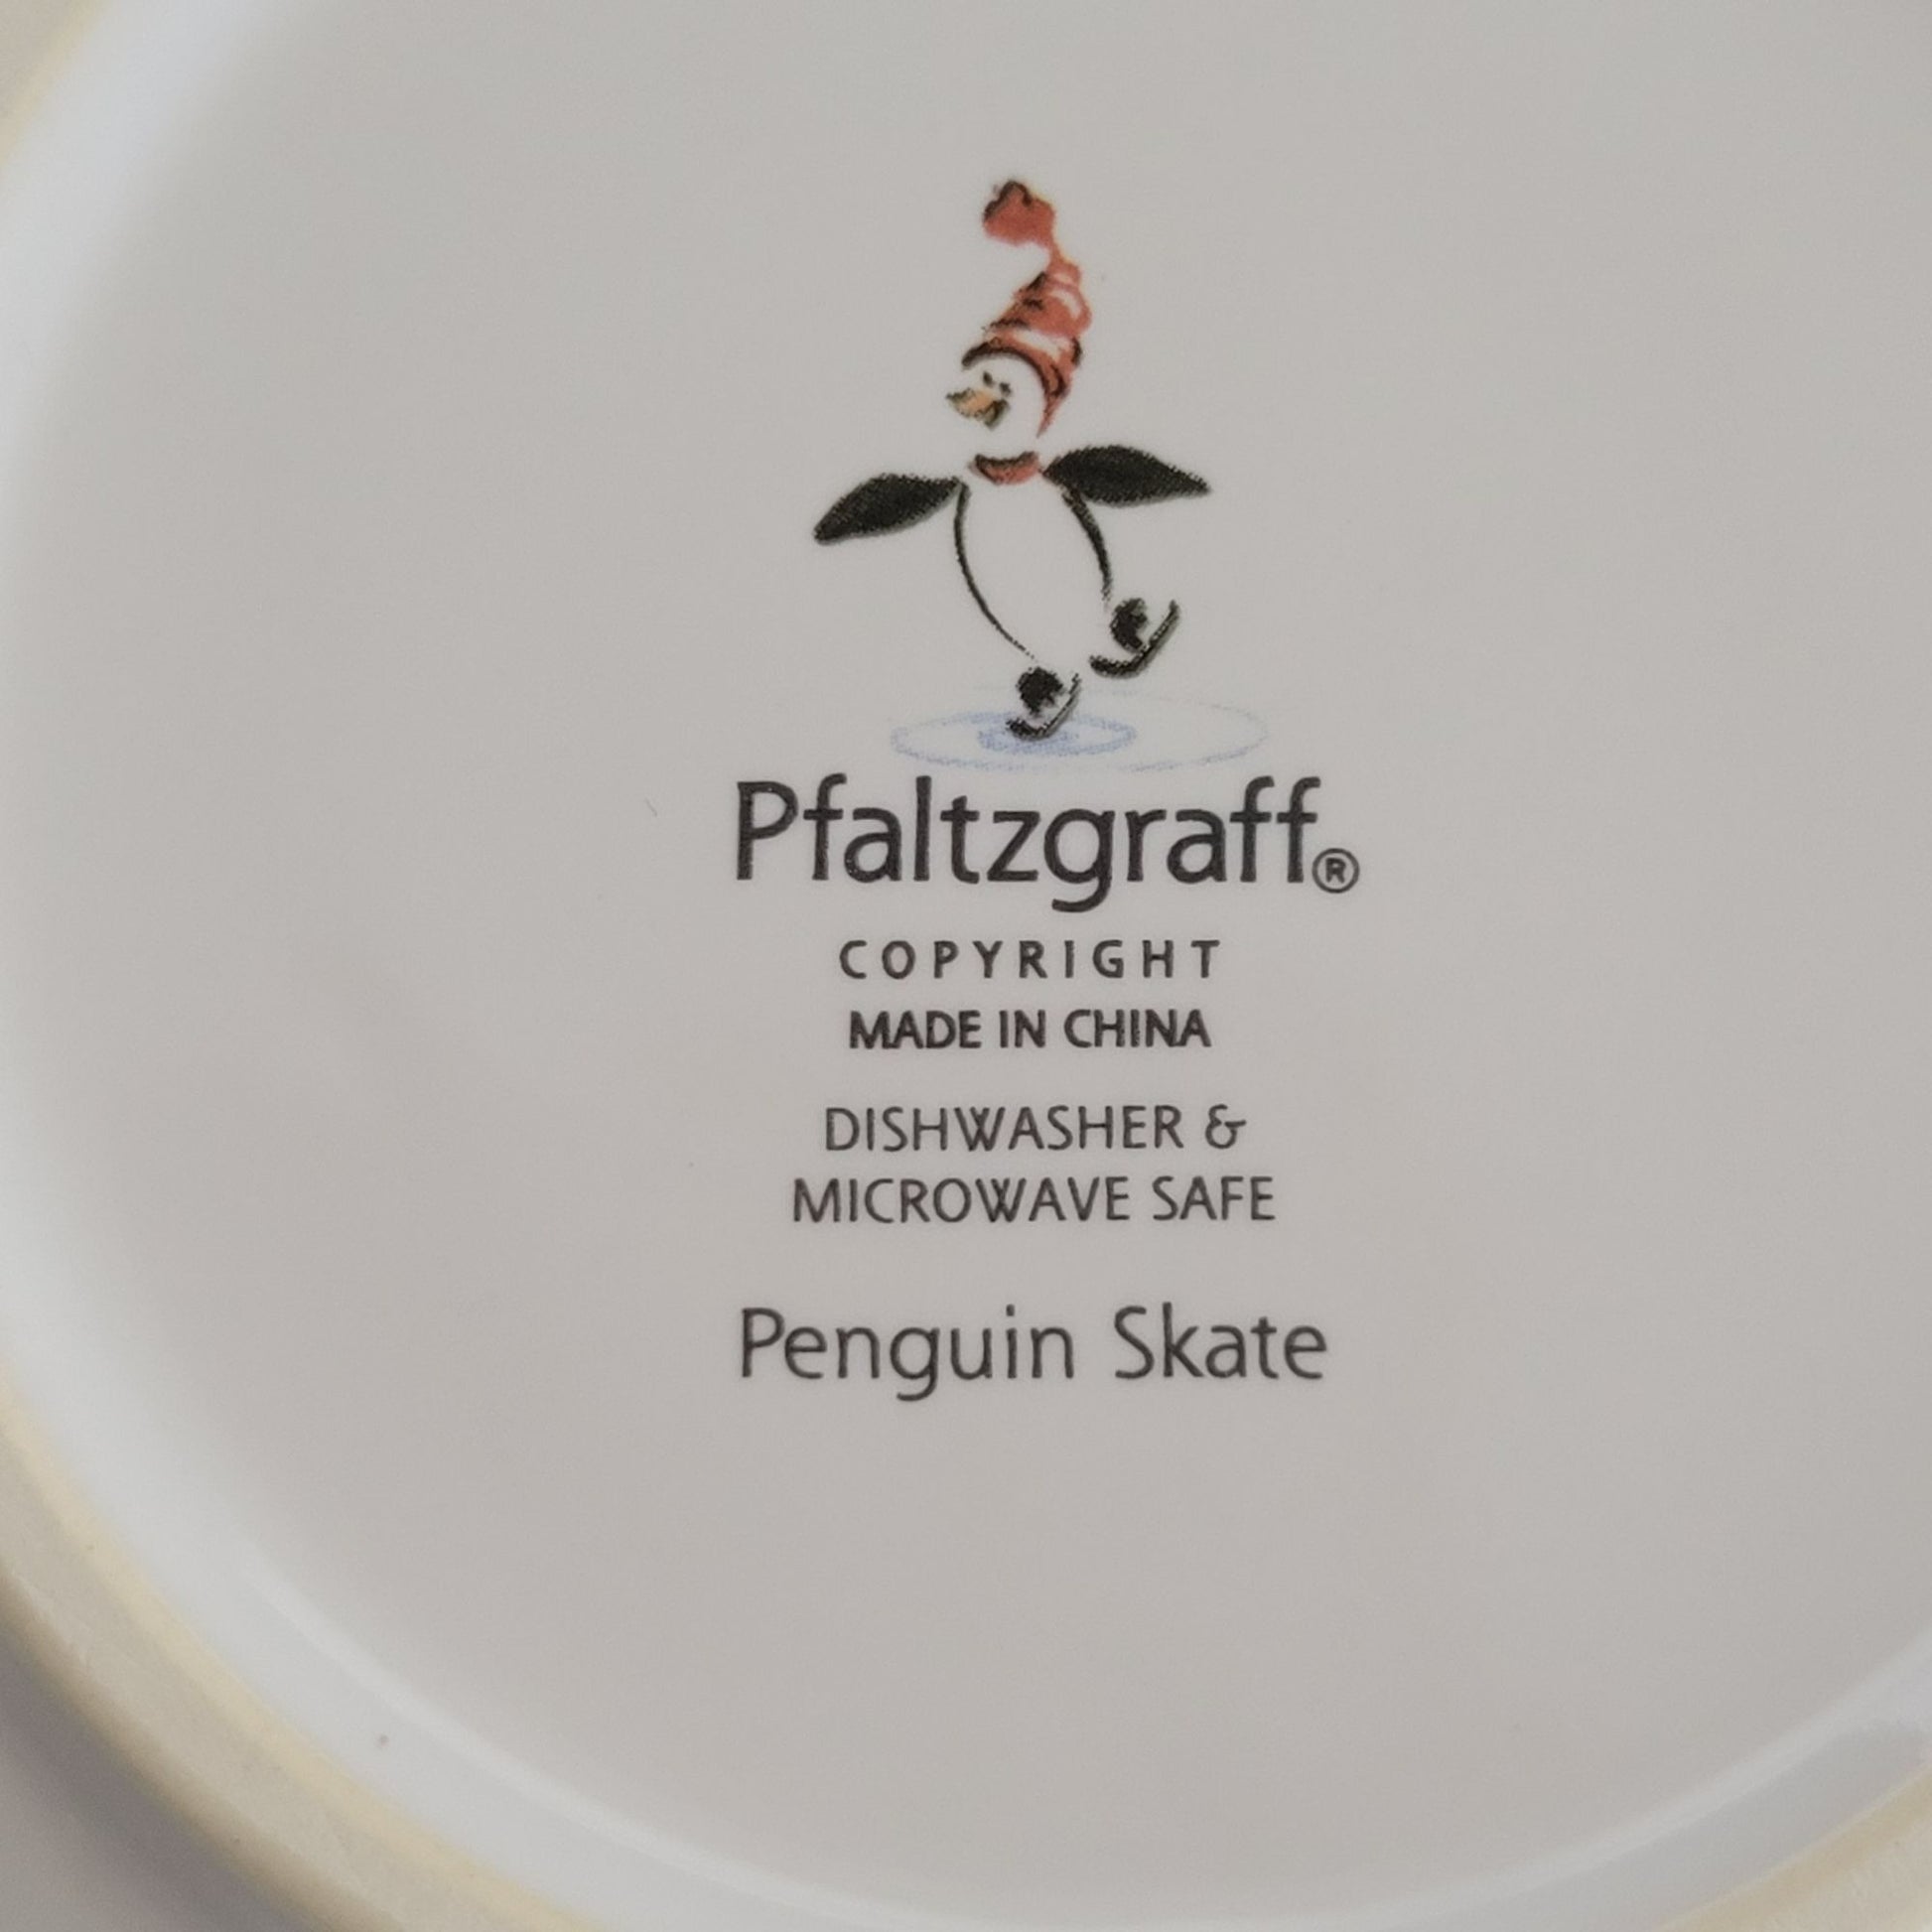 Pfaltzgraff®
COPYRIGHT
MADE IN CHINA
DISHWASHER &
MICROWAVE SAFE
Penguin Skate